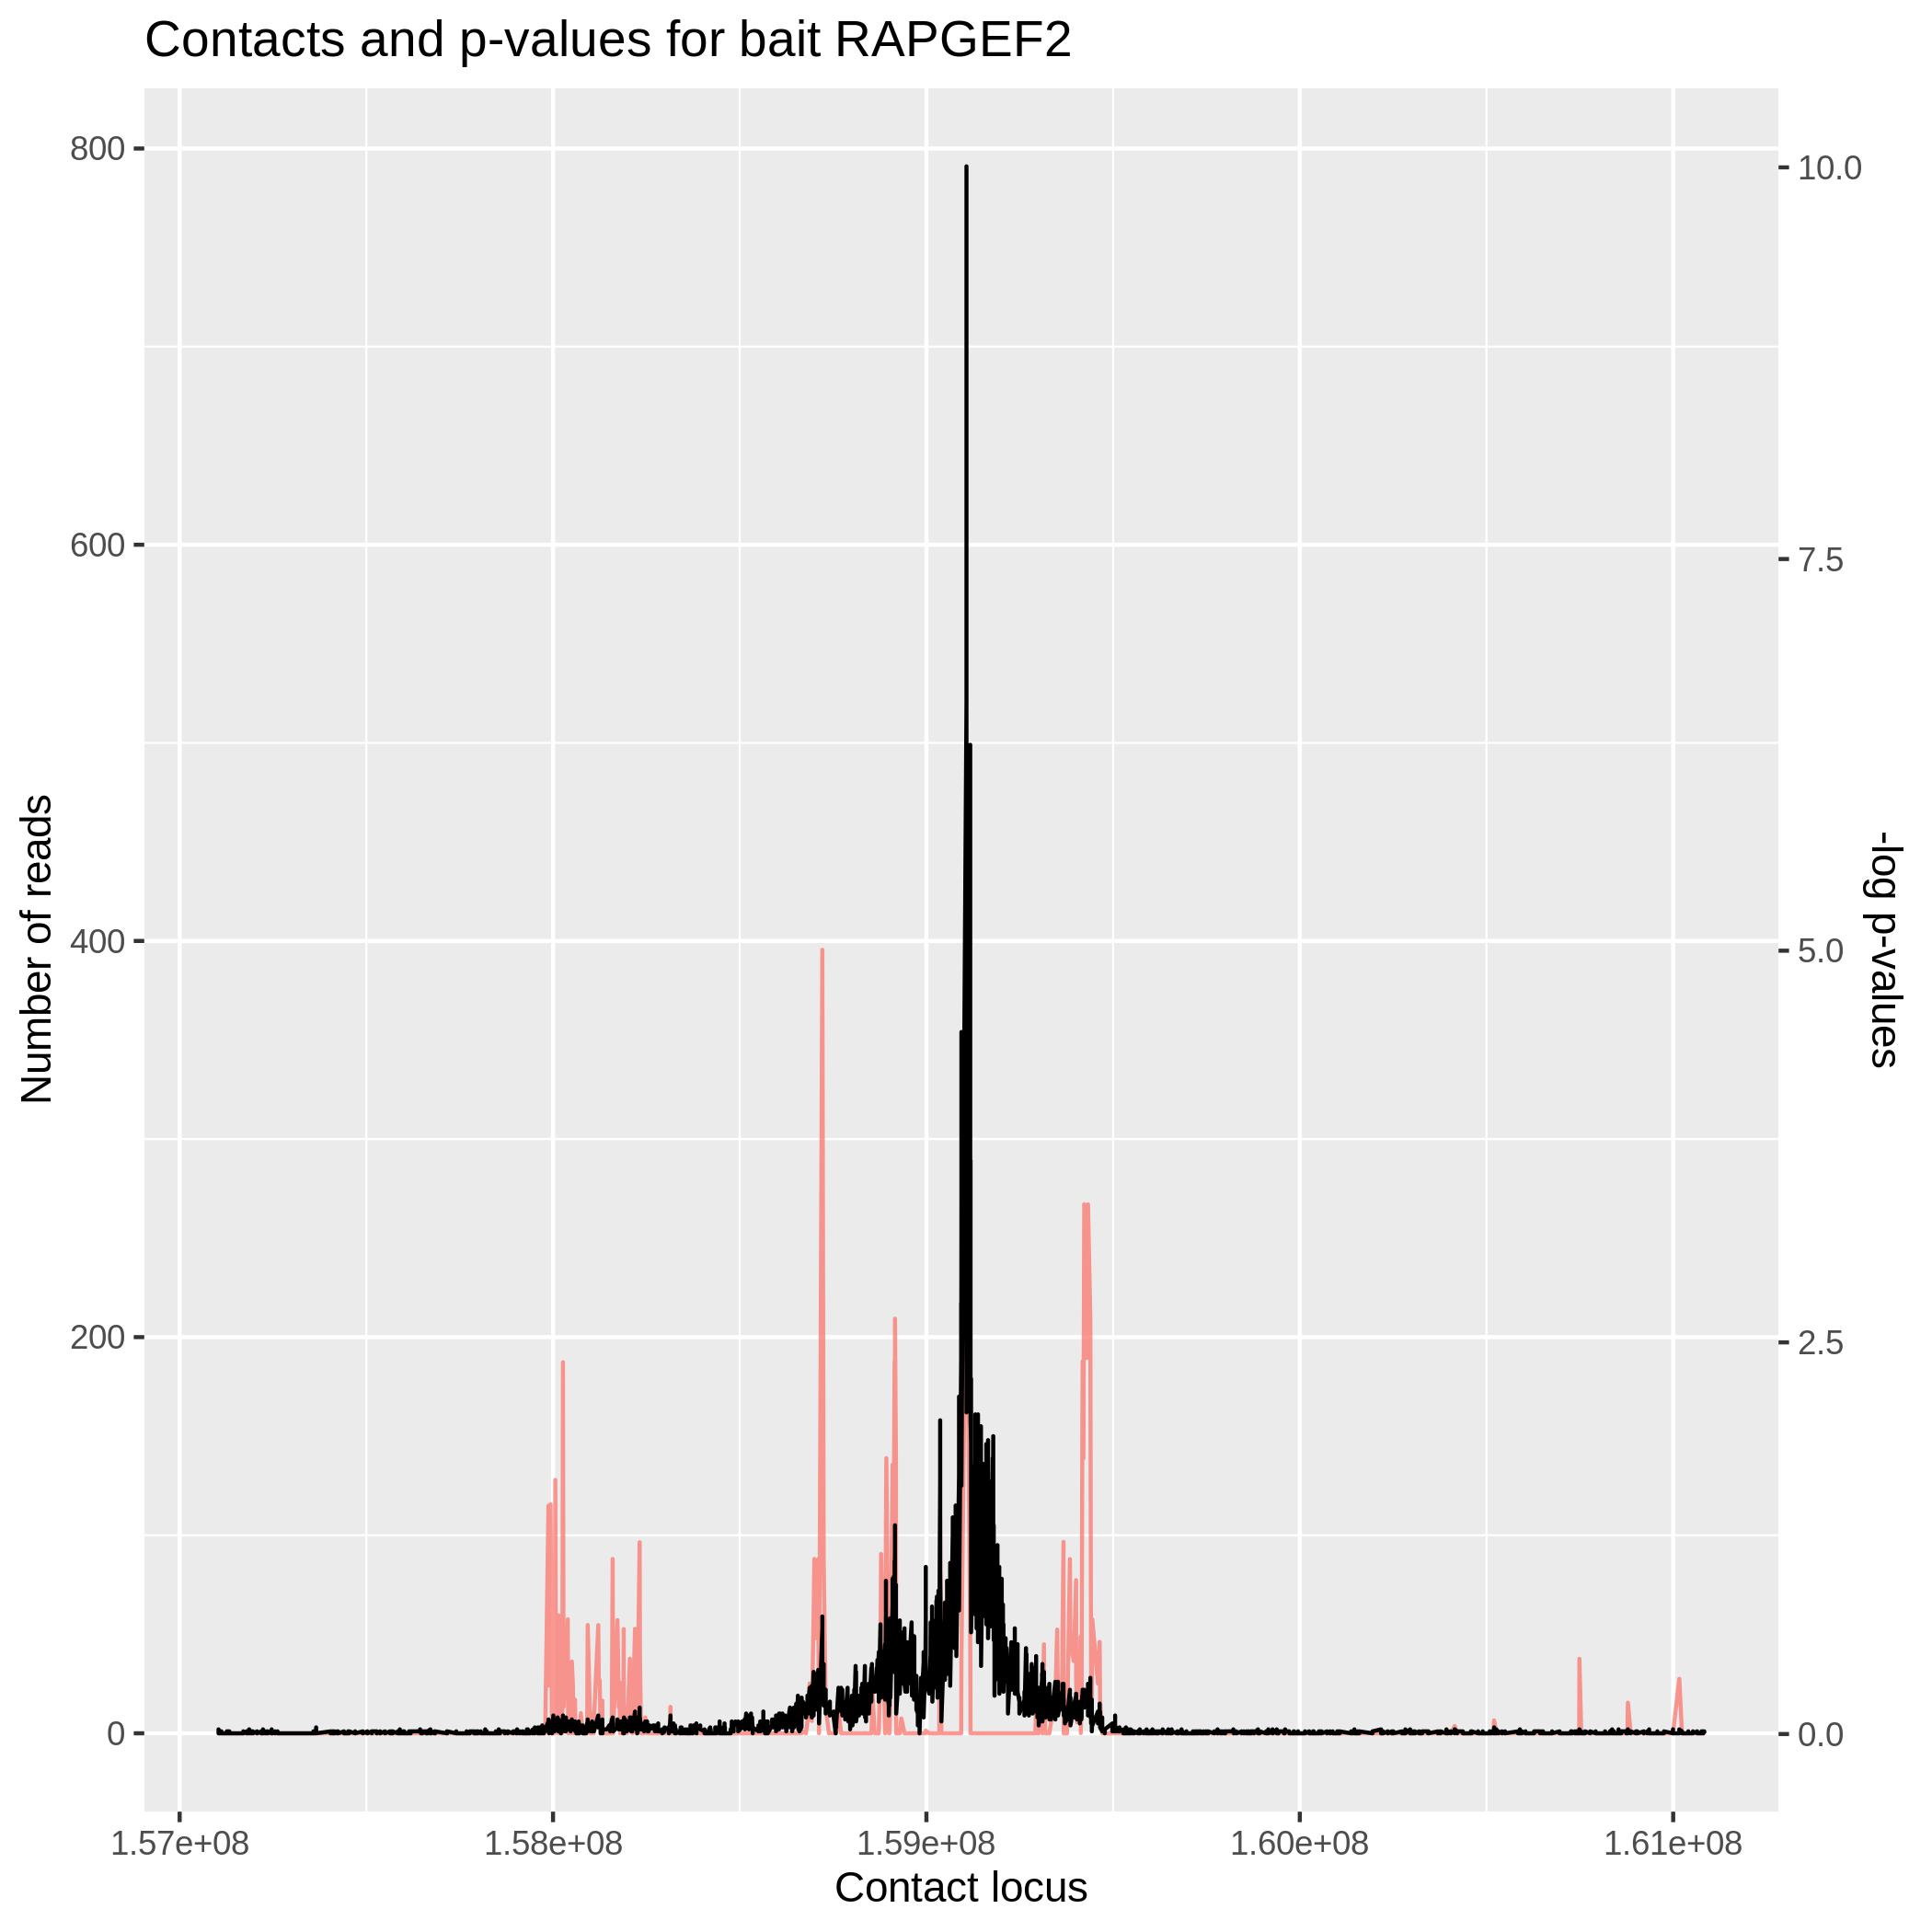 Contacts and p-values for bait RAPGEF2
800
600
400
200
0
Number of reads
10.0
7.5
5.0
2.5
0.0
-log p-values
1.57e+08
1.58e+08
1.59e+08
1.60e+08
1.61e+08
Contact locus